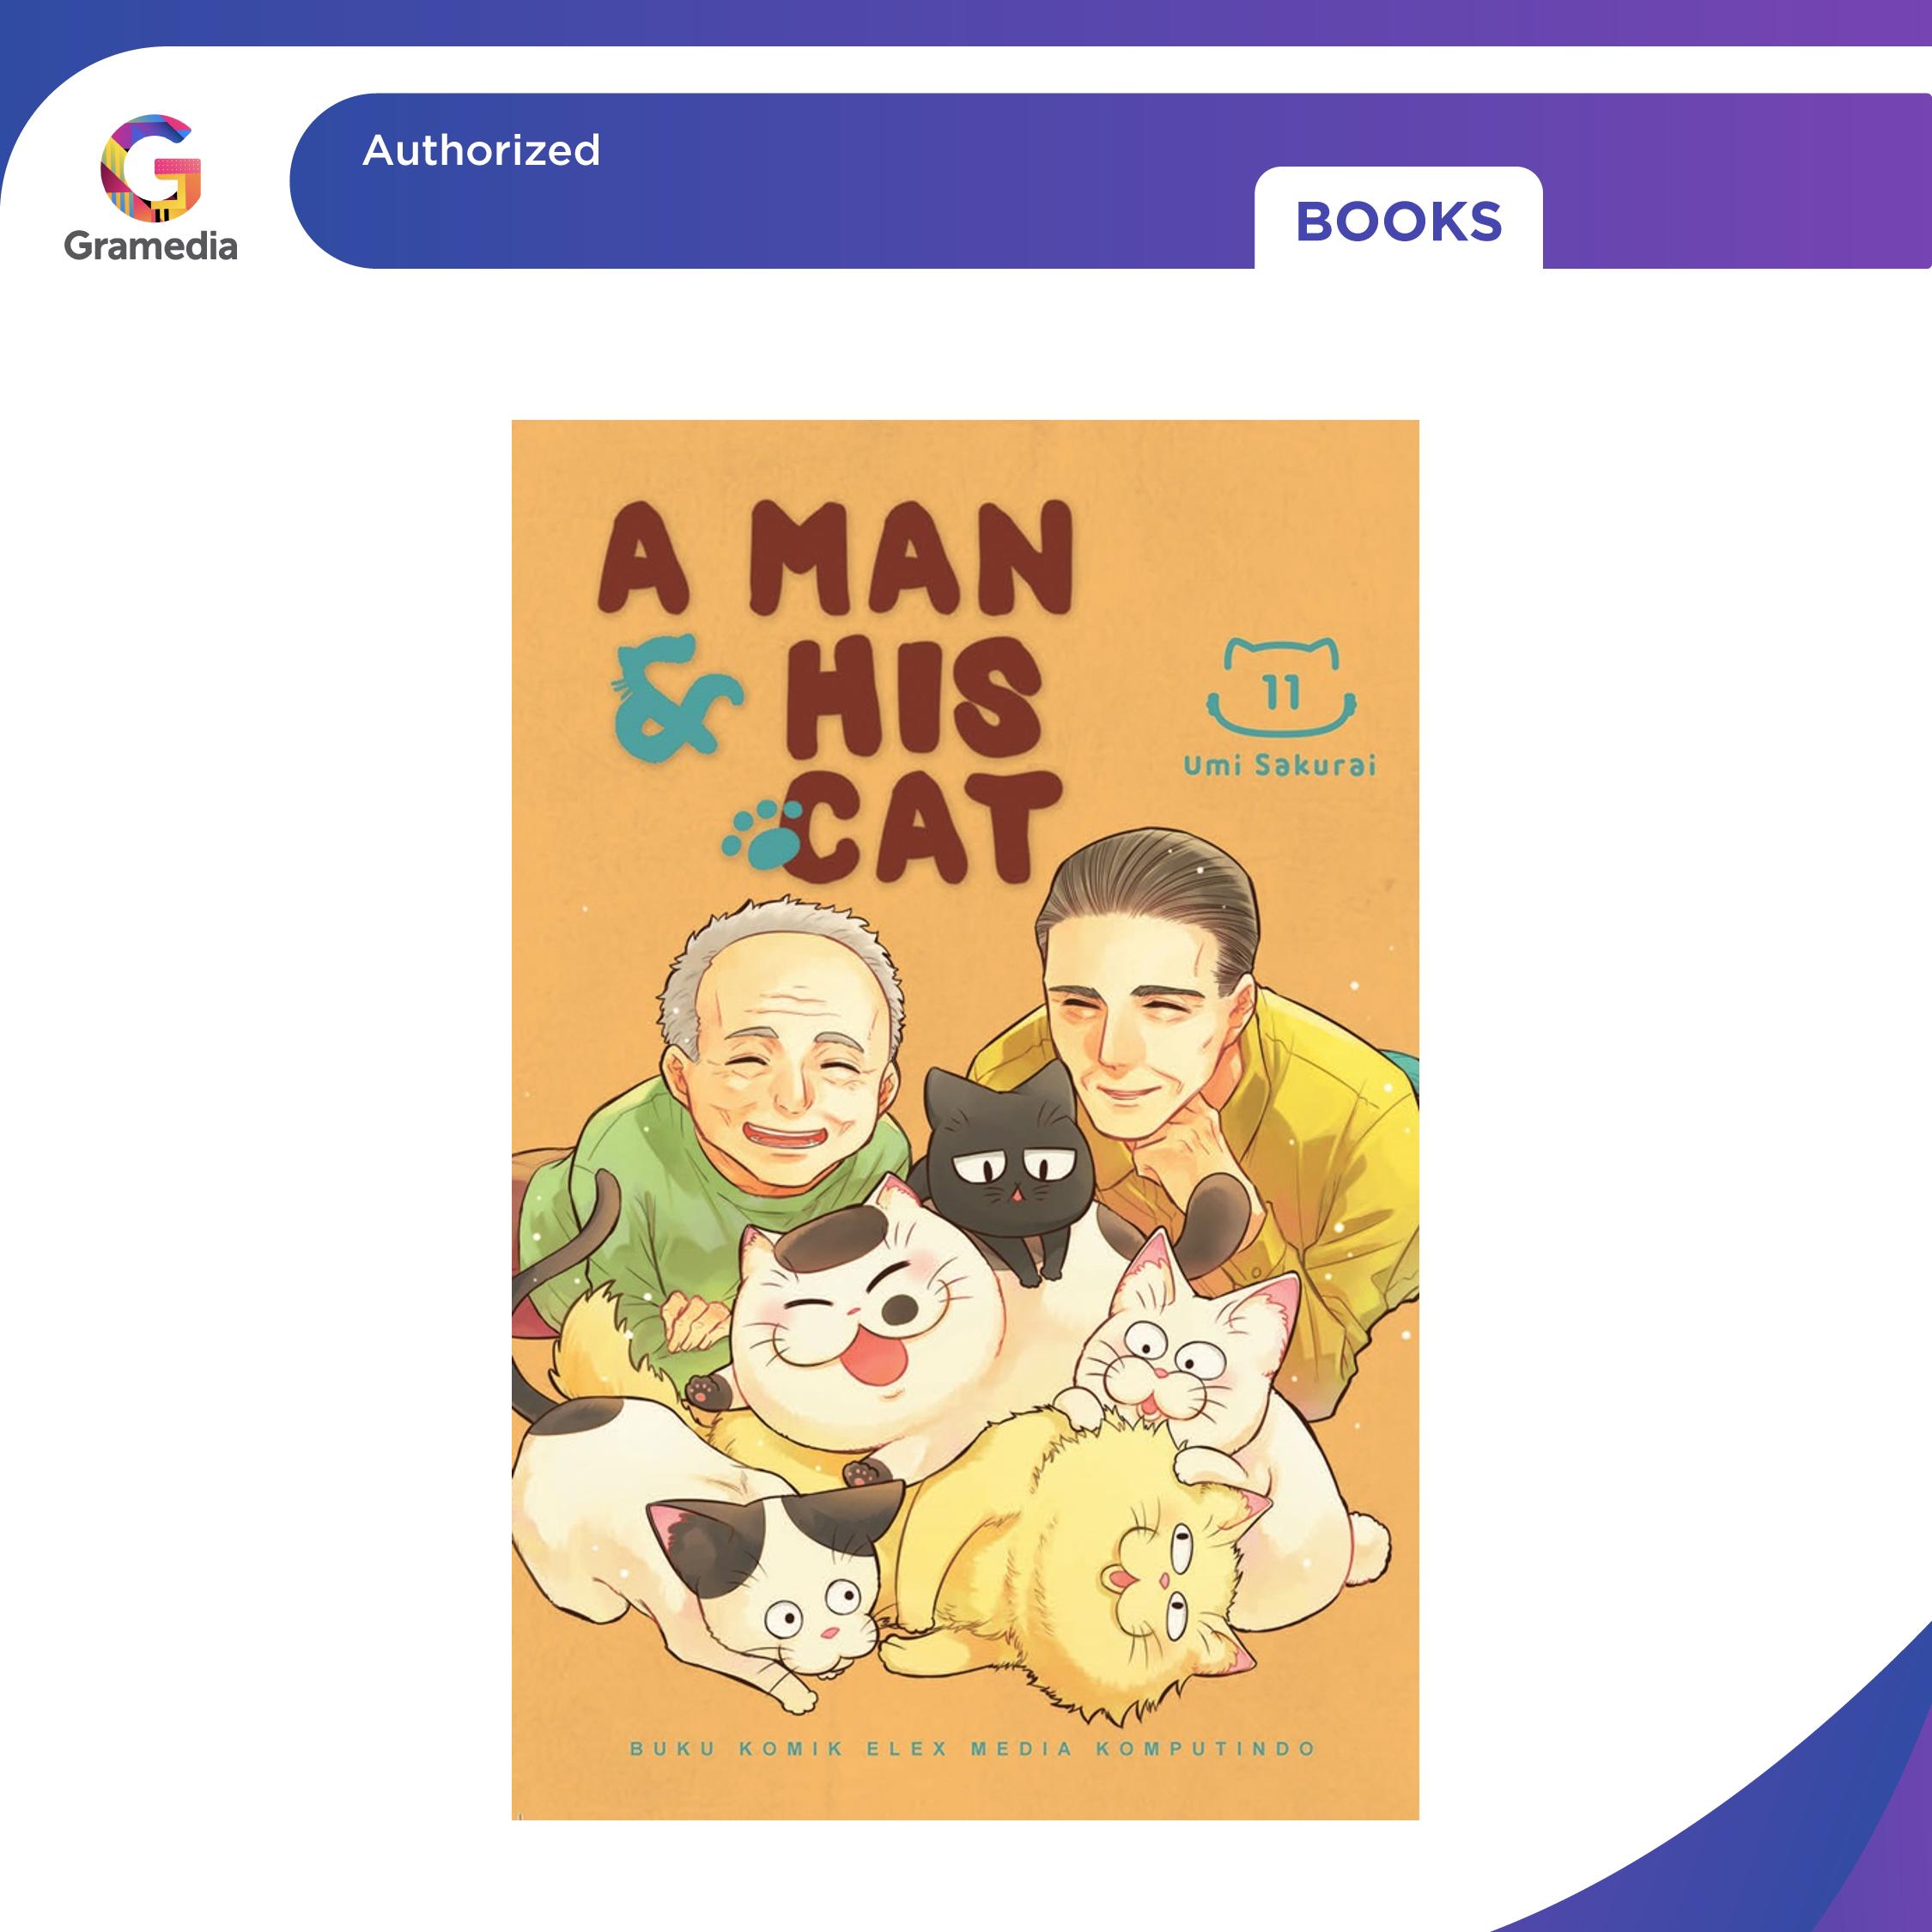 Gramedia
Authorized
BOOKS
A MAN
& HIS
CAT
11
Umi Sakurai
BUKU KOMIK ELEX MEDIA KOMPUTINDO